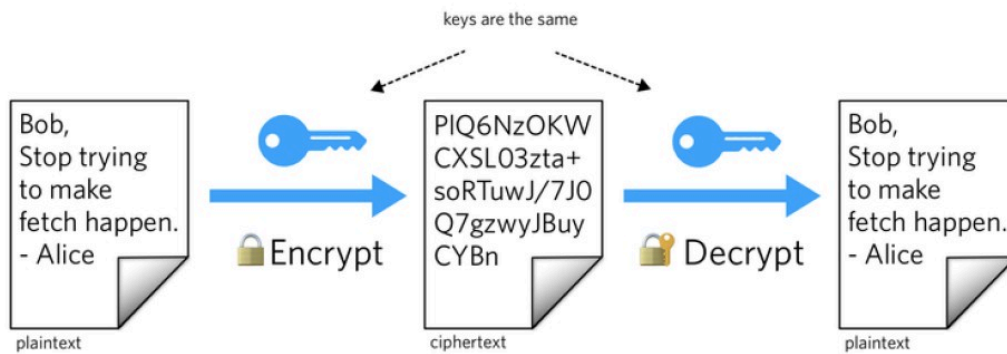 keys are the same
Bob,
Stop trying
to make
fetch happen.
- Alice
plaintext
Encrypt
PIQ6NzOKW
CXSL03zta+
soRTuwJ/7J0
Q7gzwyJBuy
CYBn
ciphertext
Decrypt
Bob,
Stop trying
to make
fetch happen.
- Alice
plaintext